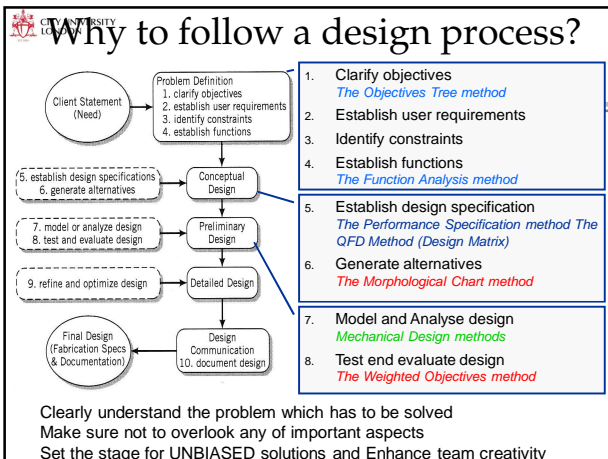 CITY UNIVERSITY
LONDON
Why to follow a design process?
Client Statement
(Need)
Problem Definition
1. clarify objectives
2. establish user requirements
3. identify constraints
4. establish functions
5. establish design specifications
6. generate alternatives
Conceptual
Design
7. model or analyze design
8. test and evaluate design
Preliminary
Design
9. refine and optimize design
Detailed Design
Final Design
(Fabrication Specs
& Documentation)
Design
Communication
10. document design
1. Clarify objectives
The Objectives Tree method
2. Establish user requirements
3. Identify constraints
4. Establish functions
The Function Analysis method
5. Establish design specification
The Performance Specification method The
QFD Method (Design Matrix)
6. Generate alternatives
The Morphological Chart method
7. Model and Analyse design
Mechanical Design methods
8. Test end evaluate design
The Weighted Objectives method
Clearly understand the problem which has to be solved
Make sure not to overlook any of important aspects
Set the stage for UNBIASED solutions and Enhance team creativity